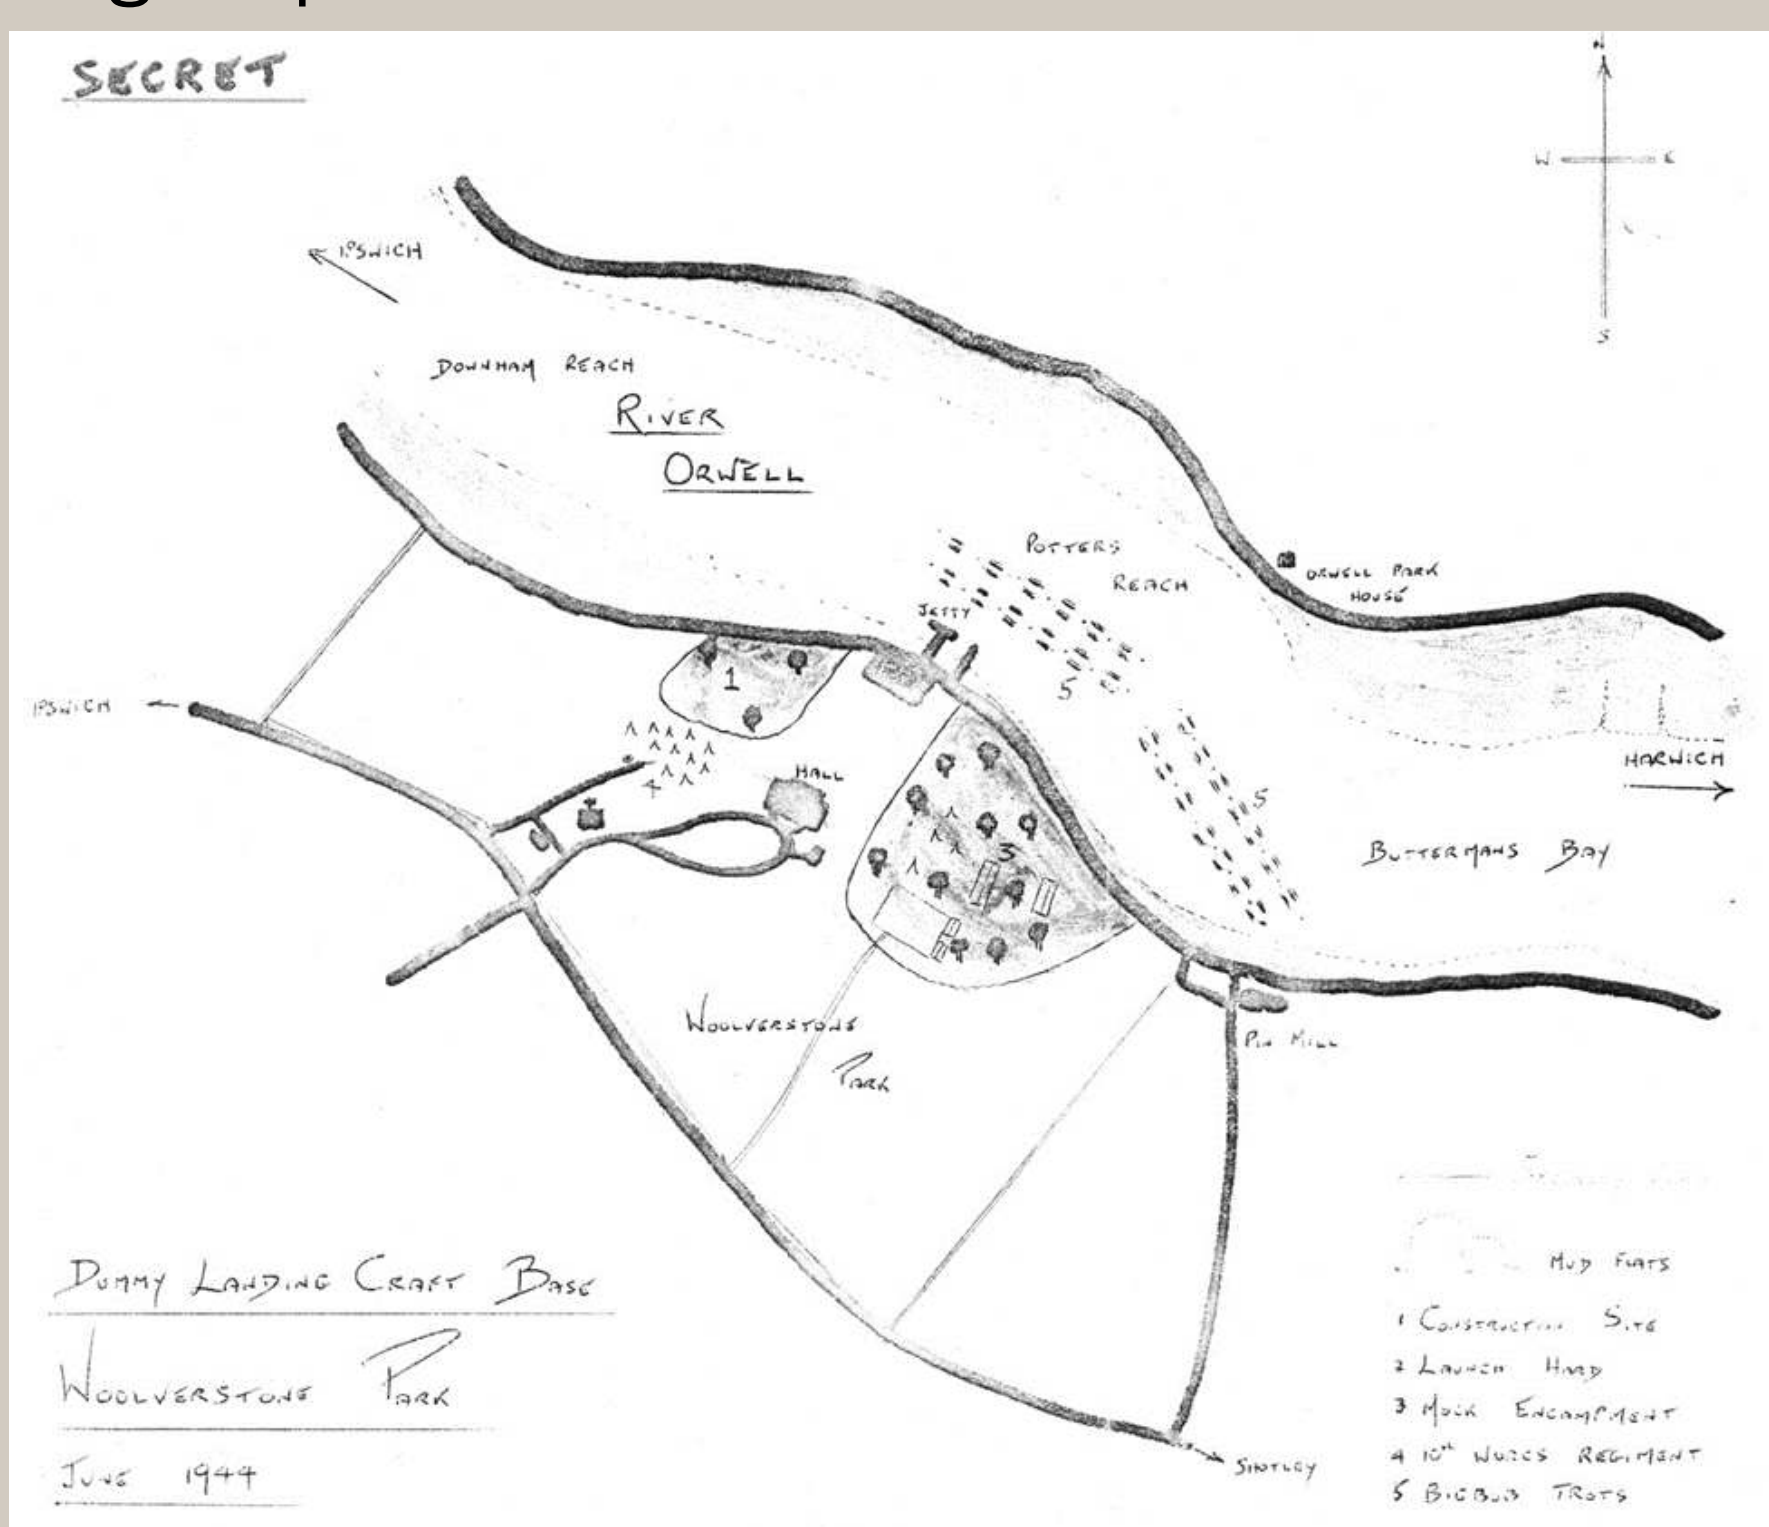 SECRET
N
W E
S
IPSWICH
DOWNHAM REACH
RIVER
ORWELL
POTTERS
REACH
ORWELL PARK
HOUSE
JETTY
5
1
IPSWICH
HALL
HARWICH
5
3
BUTTERMANS BAY
4
WOOLVERSTONE
PARK
PIN MILL
MUD FLATS
DUMMY LANDING CRAFT BASE
WOOLVERSTONE PARK
JUNE 1944
1 CONSTRUCTION SITE
2 LAUNCH HARD
3 MOCK ENCAMPMENT
4 10TH WORCS REGIMENT
5 BIGBOB TROTS
SHOTLEY